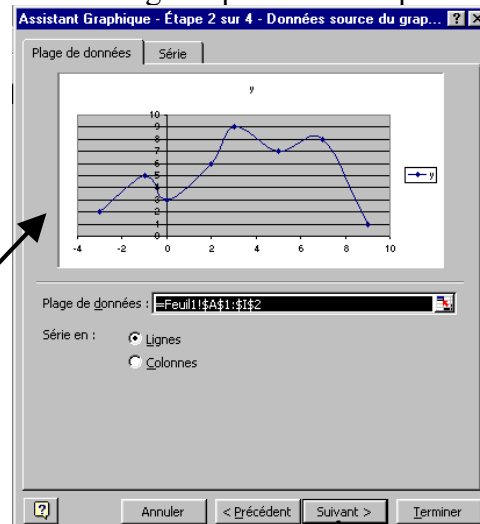 Assistant Graphique - Étape 2 sur 4 - Données source du grap... ? X
Plage de données Série
y
10
9
8
7
6
5
4
3
2
1
0
-4 -2 0 2 4 6 8 10
y
Plage de données : =Feuil1!$A$1:$I$2
Série en : Lignes
Colonnes
? Annuler < Précédent Suivant > Terminer